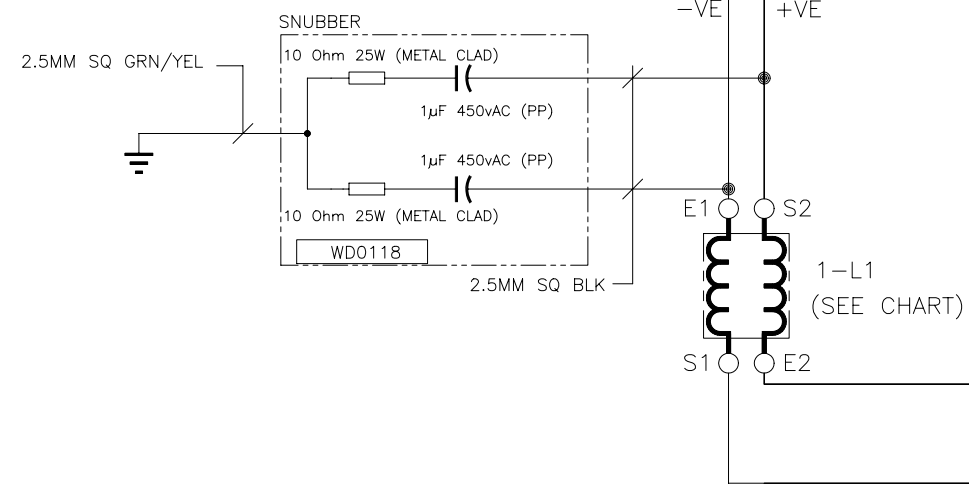 -VE +VE
SNUBBER
10 Ohm 25W (METAL CLAD)
2.5MM SQ GRN/YEL
1µF 450vAC (PP)
1µF 450vAC (PP)
10 Ohm 25W (METAL CLAD)
E1 S2
WD0118
2.5MM SQ BLK
1-L1
(SEE CHART)
S1 E2